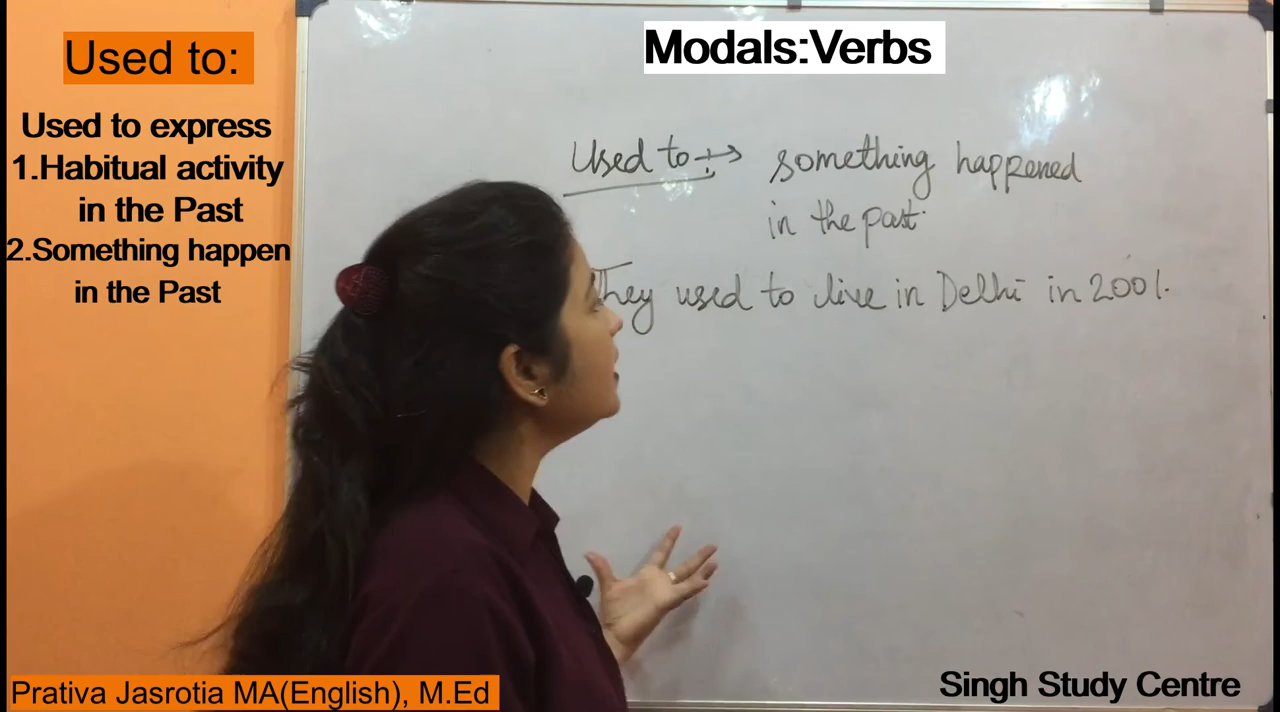 Used to:
Used to express
1.Habitual activity
in the Past
2.Something happen
in the Past
Modals:Verbs
Used to :→ something happened
in the past.
They used to live in Delhi in 2001.
Prativa Jasrotia MA(English), M.Ed
Singh Study Centre